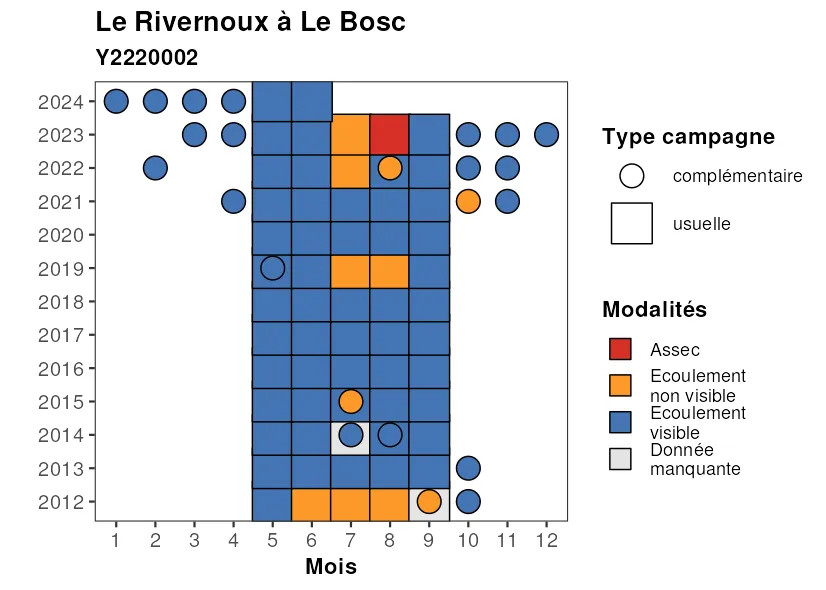 Le Rivernoux à Le Bosc
Y2220002
2024
2023
2022
2021
2020
2019
2018
2017
2016
2015
2014
2013
2012
1 2 3 4 5 6 7 8 9 10 11 12
Mois
Type campagne
complémentaire
usuelle
Modalités
Assec
Ecoulement
non visible
Ecoulement
visible
Donnée
manquante